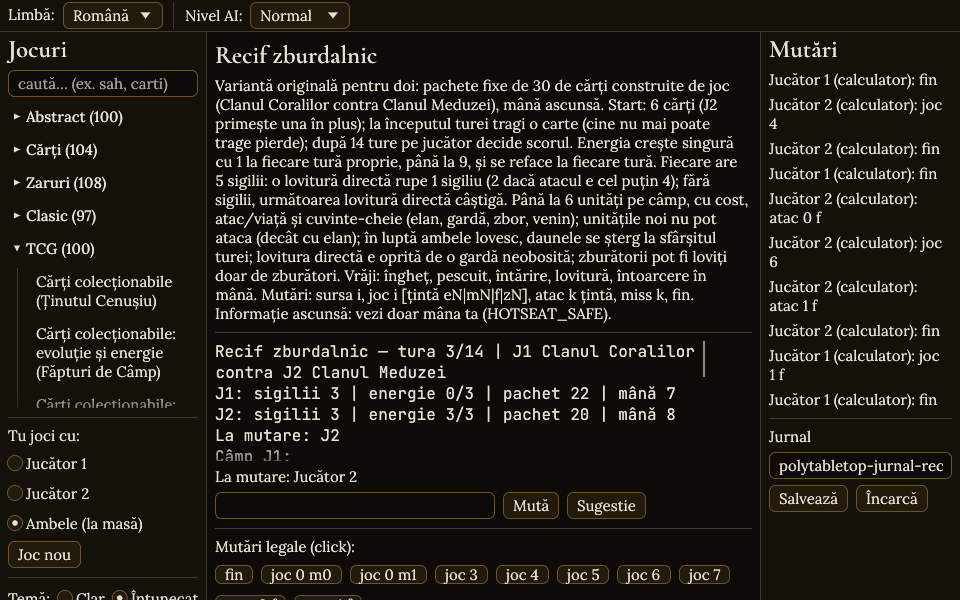 Limbă: Română ▼ Nivel AI: Normal ▼
Jocuri
caută... (ex. sah, carti)
▸ Abstract (100)
▸ Cărți (104)
▸ Zaruri (108)
▸ Clasic (97)
▾ TCG (100)
Cărți colecționabile
(Ținutul Cenușiu)
Cărți colecționabile:
evoluție și energie
(Făpturi de Câmp)
Cărți colecționabile:
Tu joci cu:
Jucător 1
Jucător 2
Ambele (la masă)
Joc nou
Temă: Clar Întunecat
Recif zburdalnic
Variantă originală pentru doi: pachete fixe de 30 de cărți construite de joc
(Clanul Coralilor contra Clanul Meduzei), mână ascunsă. Start: 6 cărți (J2
primește una în plus); la începutul turei tragi o carte (cine nu mai poate
trage pierde); după 14 ture pe jucător decide scorul. Energia crește singură
cu 1 la fiecare tură proprie, până la 9, și se reface la fiecare tură. Fiecare are
5 sigilii: o lovitură directă rupe 1 sigiliu (2 dacă atacul e cel puțin 4); fără
sigilii, următoarea lovitură directă câștigă. Până la 6 unități pe câmp, cu cost,
atac/viață și cuvinte-cheie (elan, gardă, zbor, venin); unitățile noi nu pot
ataca (decât cu elan); în luptă ambele lovesc, daunele se șterg la sfârșitul
turei; lovitura directă e oprită de o gardă neobosită; zburătorii pot fi loviți
doar de zburători. Vrăji: îngheț, pescuit, întărire, lovitură, întoarcere în
mână. Mutări: sursa i, joc i [țintă eN|mN|f|zN], atac k țintă, miss k, fin.
Informație ascunsă: vezi doar mâna ta (HOTSEAT_SAFE).
Recif zburdalnic — tura 3/14 | J1 Clanul Coralilor
contra J2 Clanul Meduzei
J1: sigilii 3 | energie 0/3 | pachet 22 | mână 7
J2: sigilii 3 | energie 3/3 | pachet 20 | mână 8
La mutare: J2
Câmp J1:
La mutare: Jucător 2
Mută Sugestie
Mutări legale (click):
fin joc 0 m0 joc 0 m1 joc 3 joc 4 joc 5 joc 6 joc 7
Mutări
Jucător 1 (calculator): fin
Jucător 2 (calculator): joc
4
Jucător 2 (calculator): fin
Jucător 1 (calculator): fin
Jucător 2 (calculator):
atac 0 f
Jucător 2 (calculator): joc
6
Jucător 2 (calculator):
atac 1 f
Jucător 2 (calculator): fin
Jucător 1 (calculator): joc
1 f
Jucător 1 (calculator): fin
Jurnal
polytabletop-jurnal-rec
Salvează Încarcă